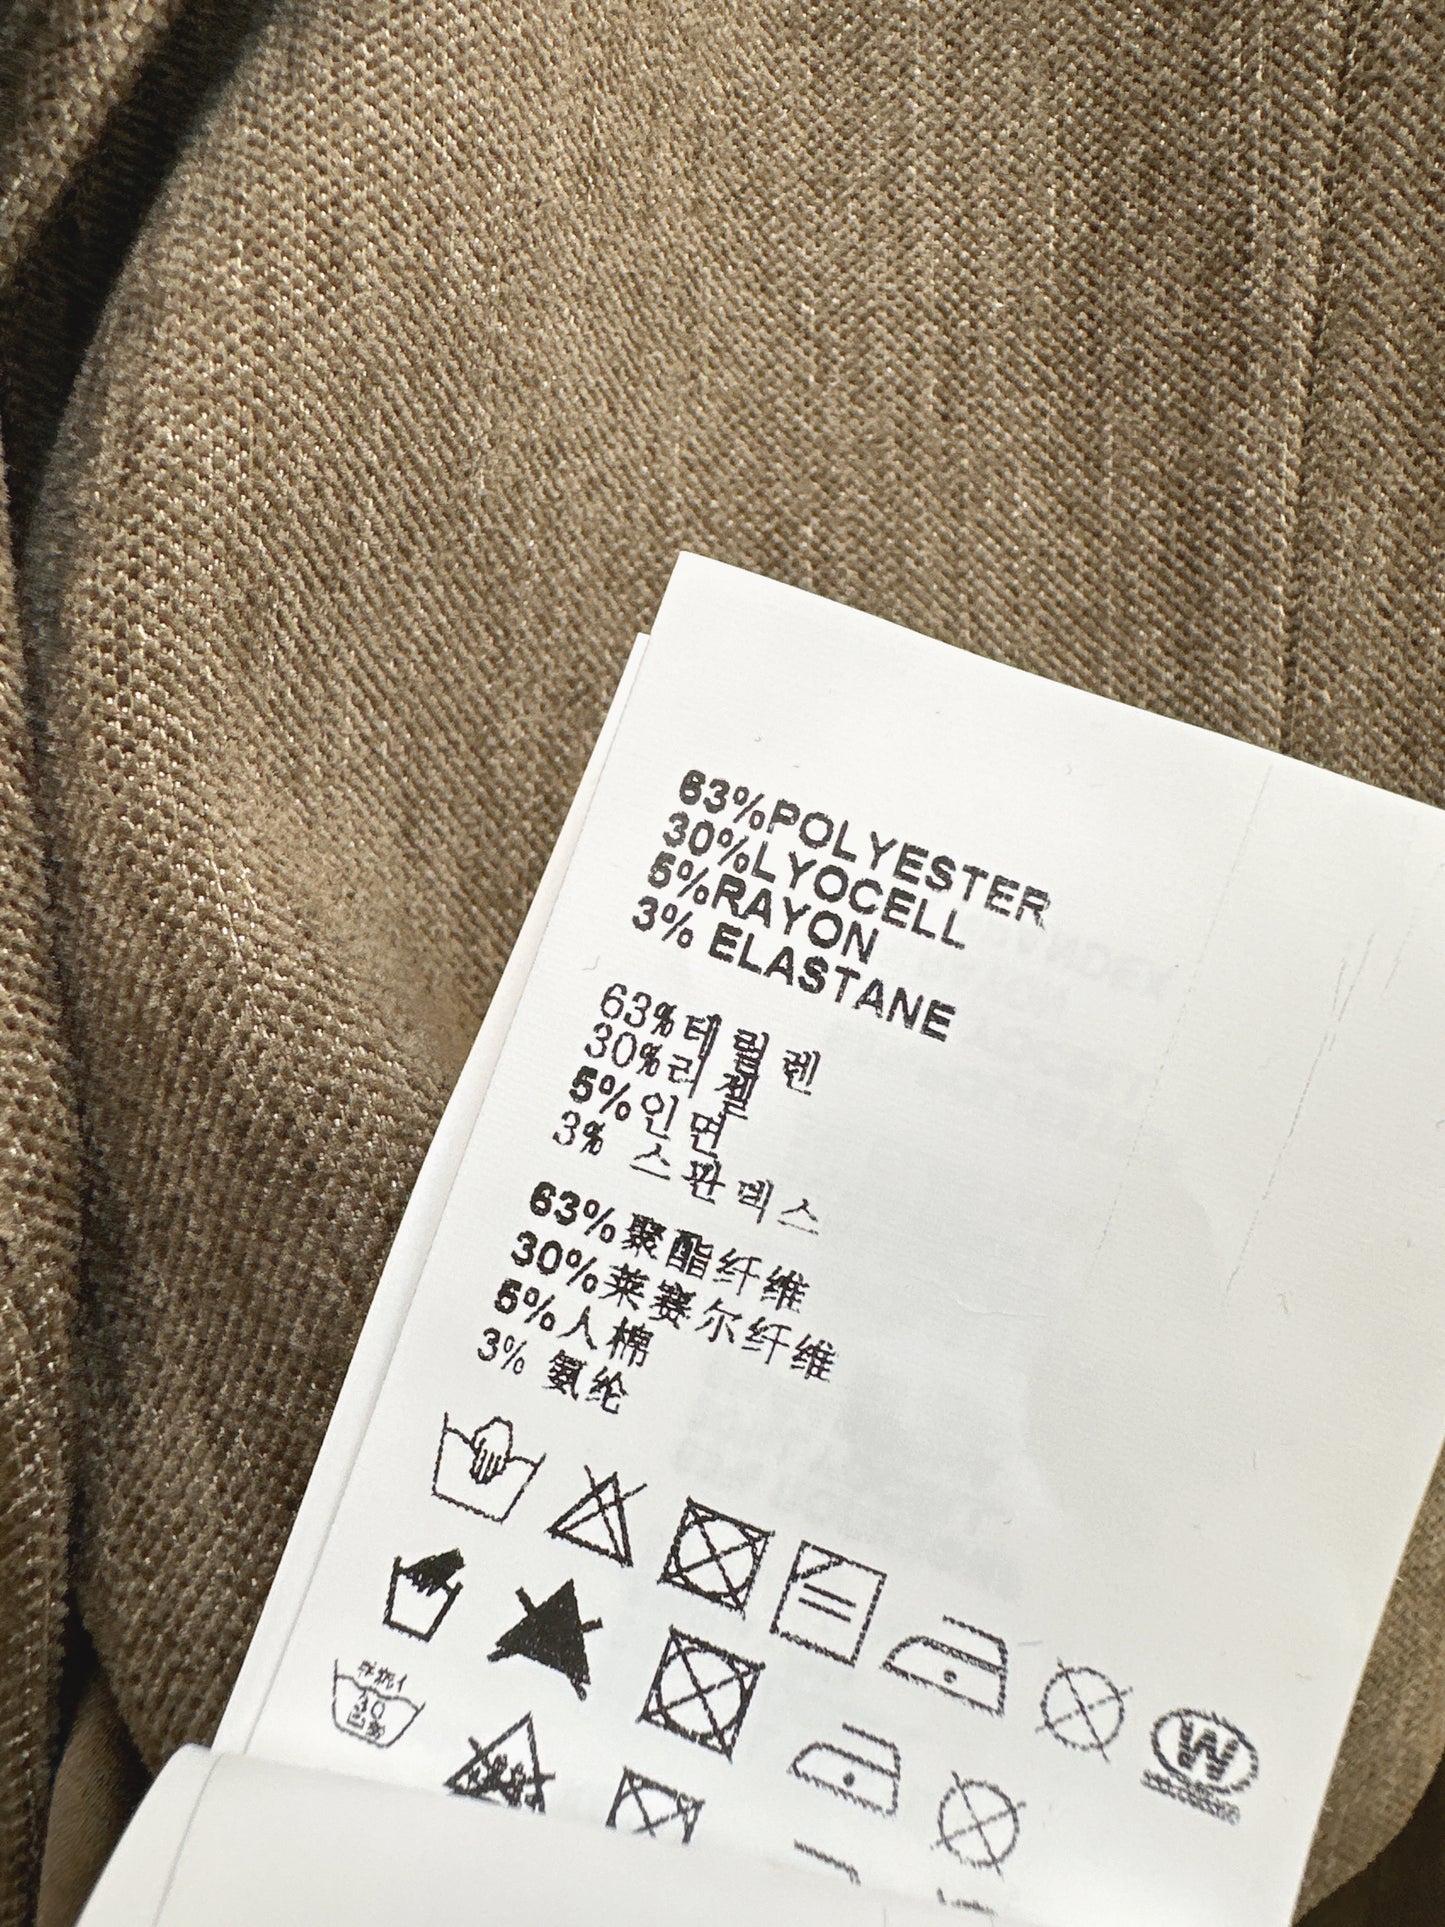 63%POLYESTER
30%LYOCELL
5%RAYON
3% ELASTANE
63%테릴렌
30%리셀
5%인면
3% 스판덱스
63%聚酯纤维
30%莱赛尔纤维
5%人棉
3% 氨纶
30
W